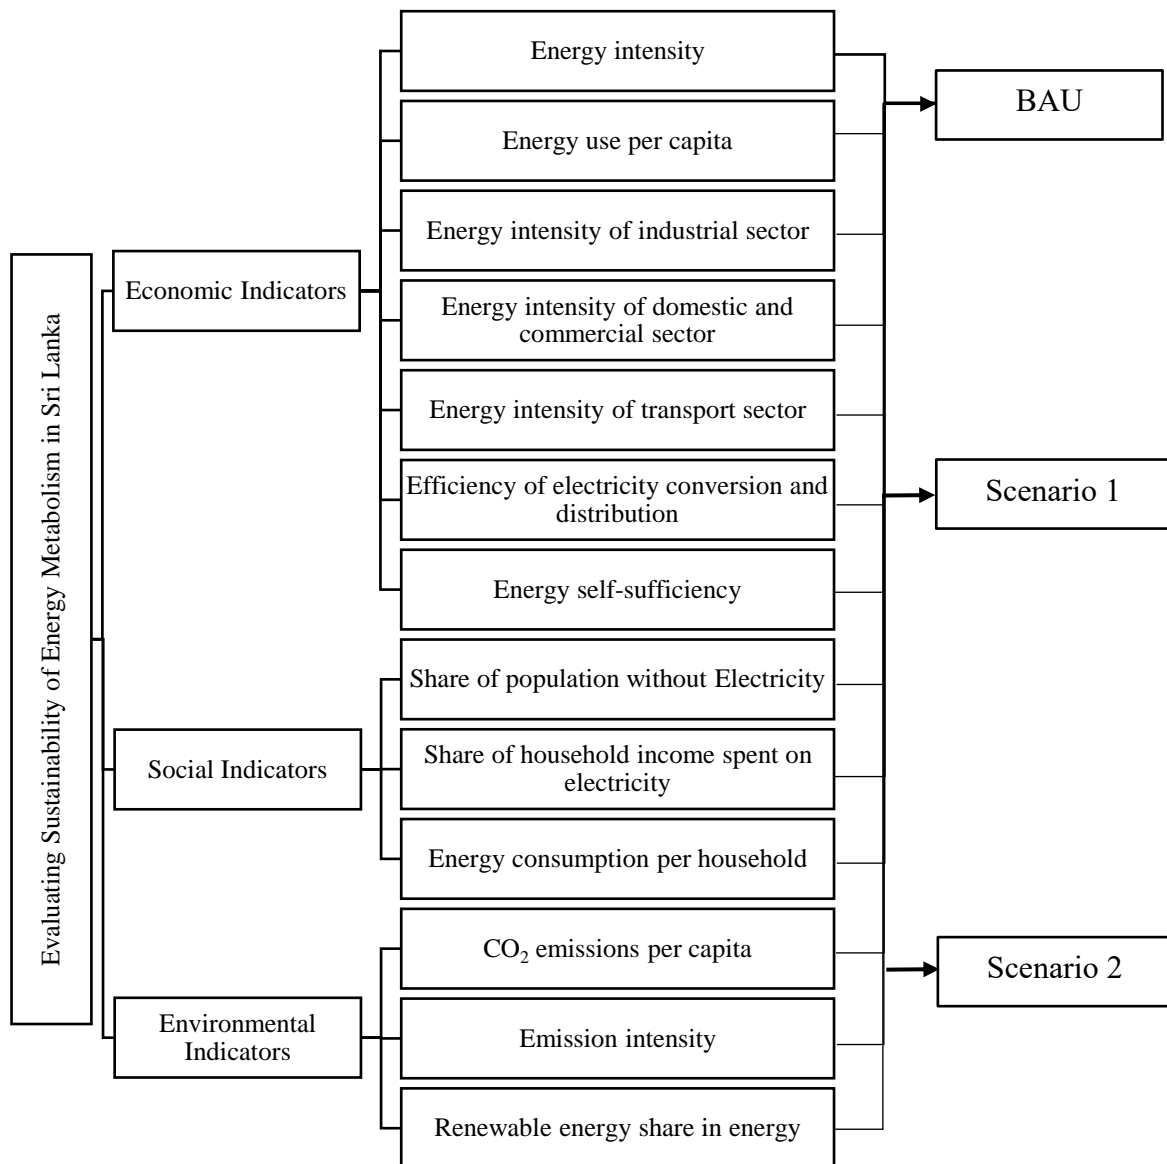 Evaluating Sustainability of Energy Metabolism in Sri Lanka
Economic Indicators
Energy intensity
Energy use per capita
Energy intensity of industrial sector
Energy intensity of domestic and
commercial sector
Energy intensity of transport sector
Efficiency of electricity conversion and
distribution
Energy self-sufficiency
Social Indicators
Share of population without Electricity
Share of household income spent on
electricity
Energy consumption per household
Environmental
Indicators
CO₂ emissions per capita
Emission intensity
Renewable energy share in energy
BAU
Scenario 1
Scenario 2